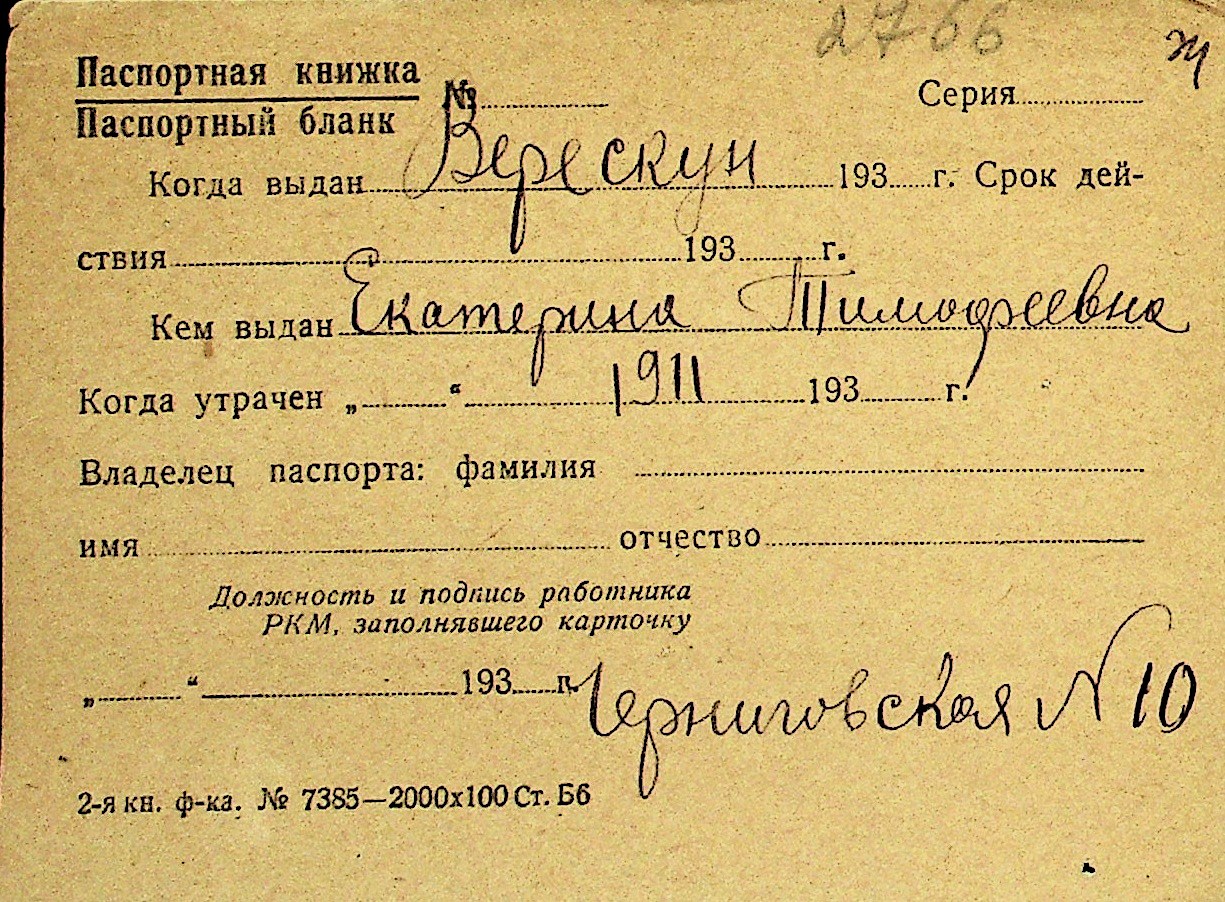 2766 ж
Паспортная книжка
Паспортный бланк
№ Серия
Когда выдан Верескун 193 г. Срок дей-
ствия 193 г.
Кем выдан Екатерина Тимофеевна
Когда утрачен „ “ 1911 193 г.
Владелец паспорта: фамилия
имя отчество
Должность и подпись работника
РКМ, заполнявшего карточку
„ “ 193 г. Черниговская N 10
2-я кн. ф-ка. № 7385—2000х100 Ст. Б6